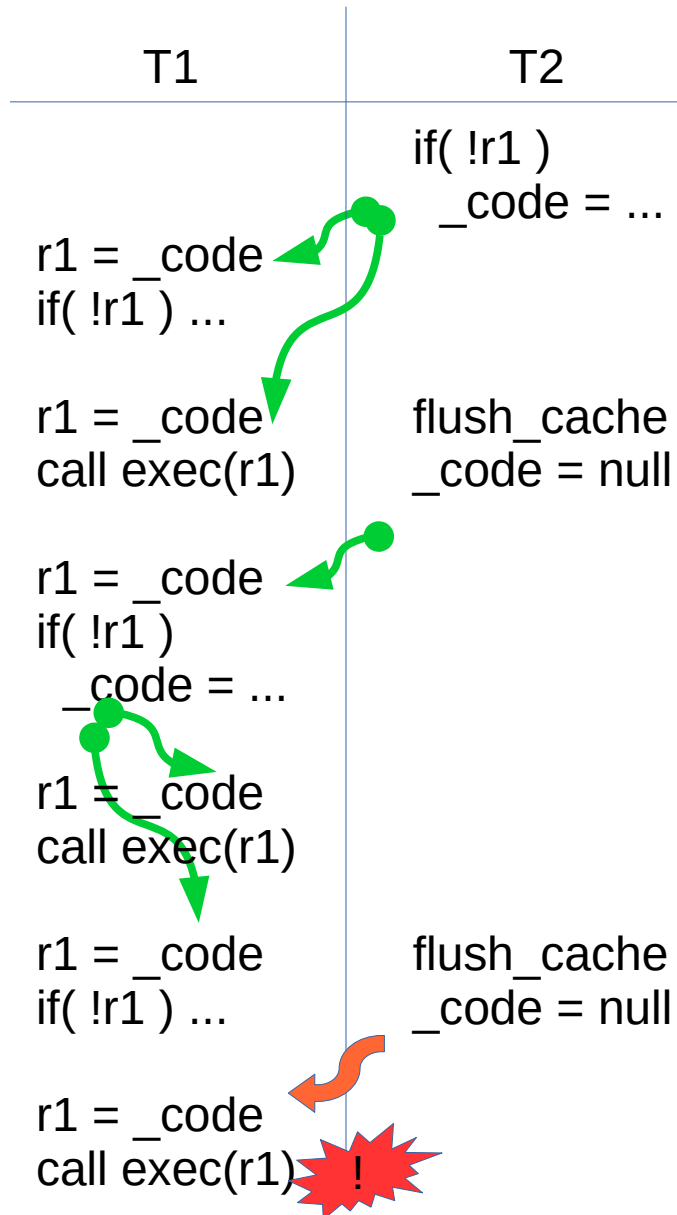 T1 T2
if( !r1 )
_code = ...
r1 = _code
if( !r1 ) ...
r1 = _code flush_cache
call exec(r1) _code = null
r1 = _code
if( !r1 )
_code = ...
r1 = _code
call exec(r1)
r1 = _code flush_cache
if( !r1 ) ... _code = null
r1 = _code
call exec(r1) !